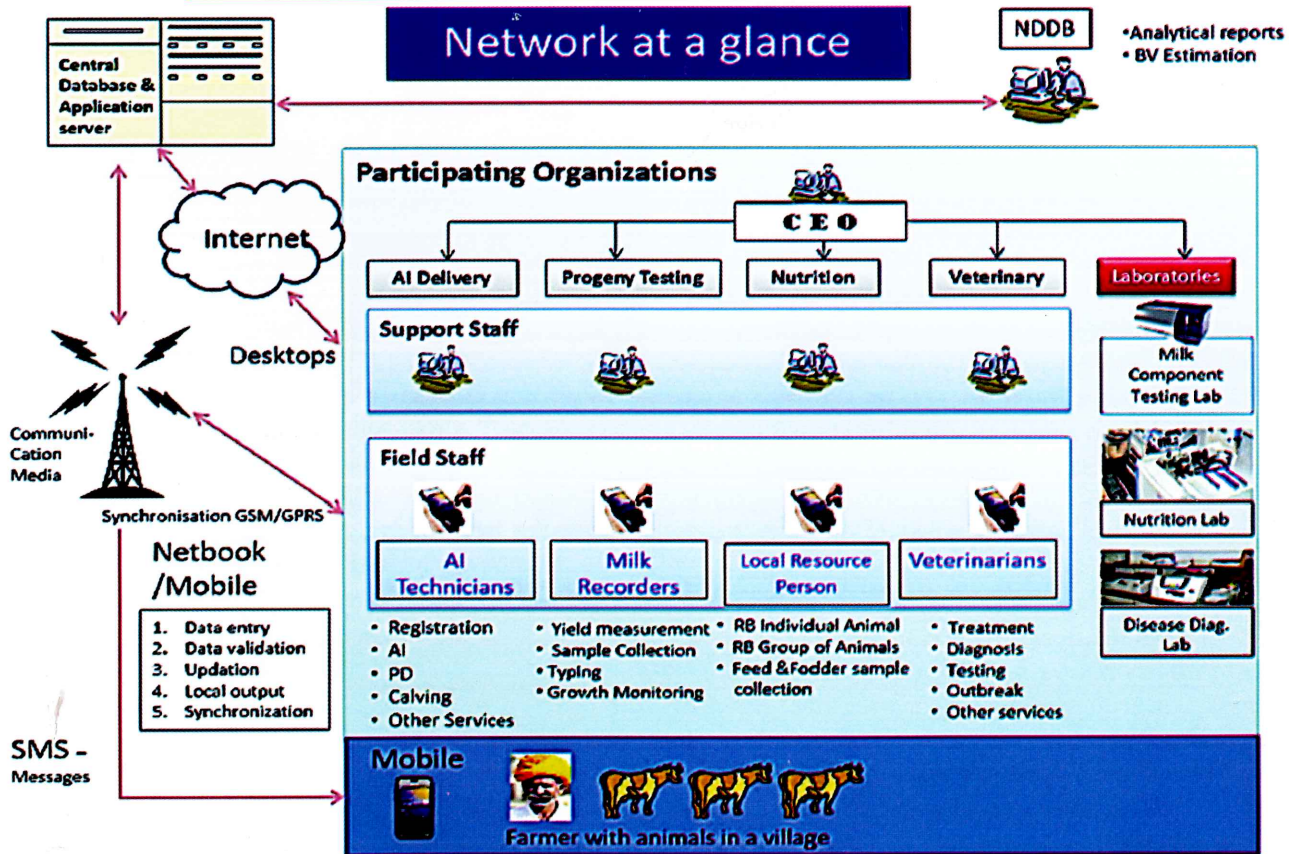 Network at a glance
NDDB
•Analytical reports
• BV Estimation
Central
Database &
Application
server
Internet
Desktops
Communi-
Cation
Media
Synchronisation GSM/GPRS
Netbook
/Mobile
1. Data entry
2. Data validation
3. Updation
4. Local output
5. Synchronization
SMS -
Messages
Participating Organizations
CEO
AI Delivery
Progeny Testing
Nutrition
Veterinary
Laboratories
Support Staff
Milk
Component
Testing Lab
Field Staff
AI
Technicians
Milk
Recorders
Local Resource
Person
Veterinarians
Nutrition Lab
Disease Diag.
Lab
• Registration
• AI
• PD
• Calving
• Other Services
• Yield measurement
• Sample Collection
•Typing
•Growth Monitoring
• RB Individual Animal
• RB Group of Animals
• Feed &Fodder sample
collection
• Treatment
• Diagnosis
• Testing
• Outbreak
• Other services
Mobile
Farmer with animals in a village